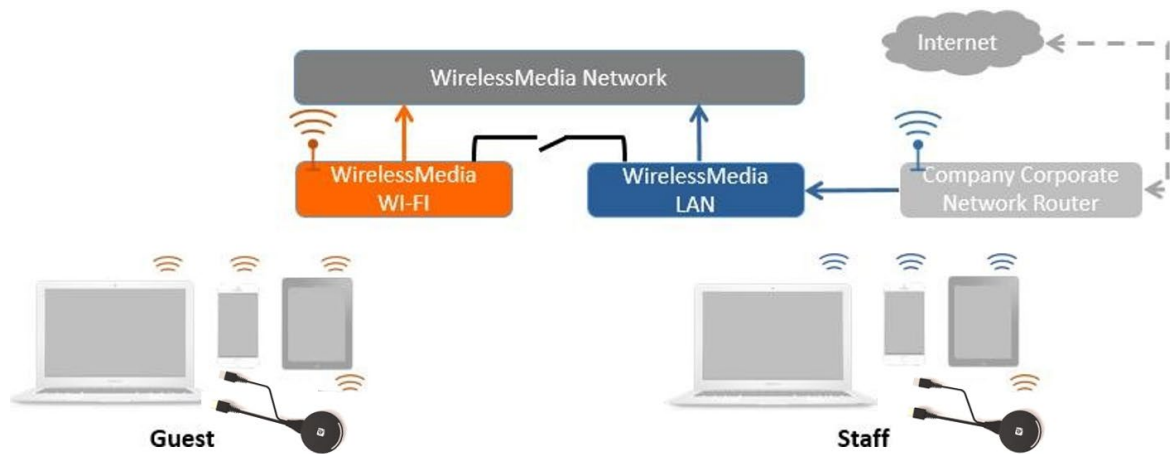 Internet
WirelessMedia Network
WirelessMedia
WI-FI
WirelessMedia
LAN
Company Corporate
Network Router
Guest
Staff